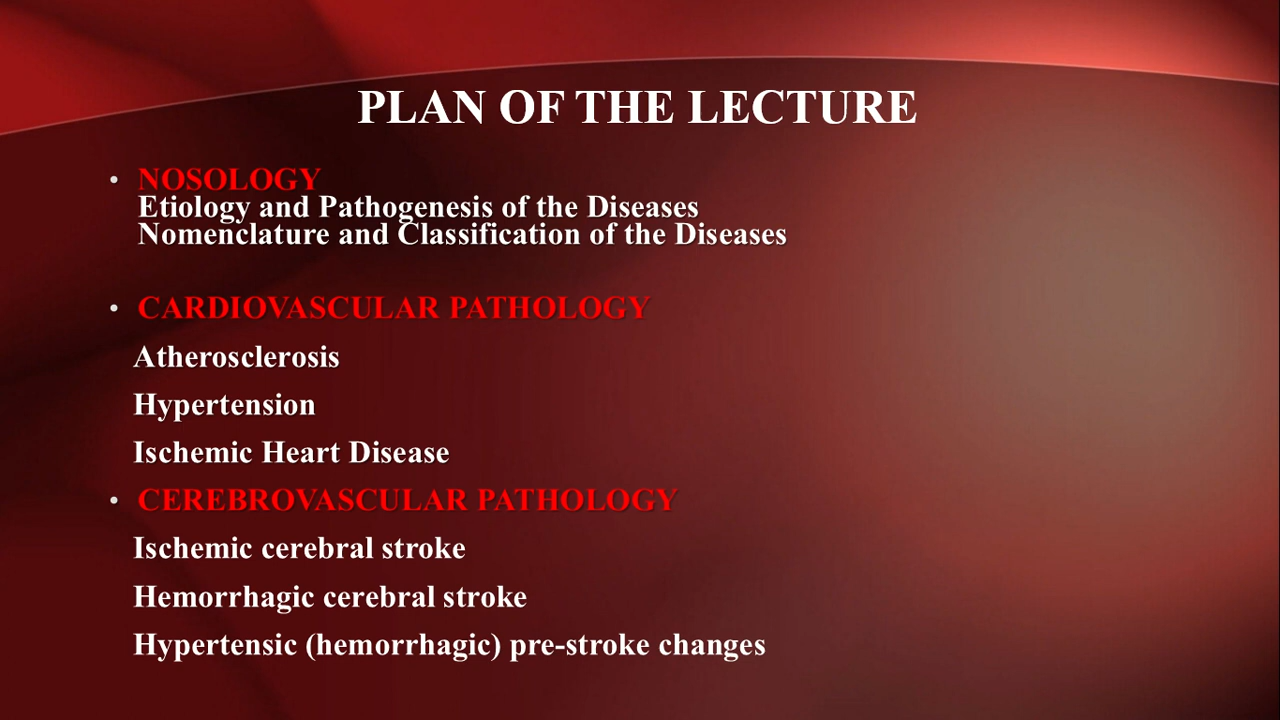 PLAN OF THE LECTURE
• NOSOLOGY
Etiology and Pathogenesis of the Diseases
Nomenclature and Classification of the Diseases
• CARDIOVASCULAR PATHOLOGY
Atherosclerosis
Hypertension
Ischemic Heart Disease
• CEREBROVASCULAR PATHOLOGY
Ischemic cerebral stroke
Hemorrhagic cerebral stroke
Hypertensic (hemorrhagic) pre-stroke changes